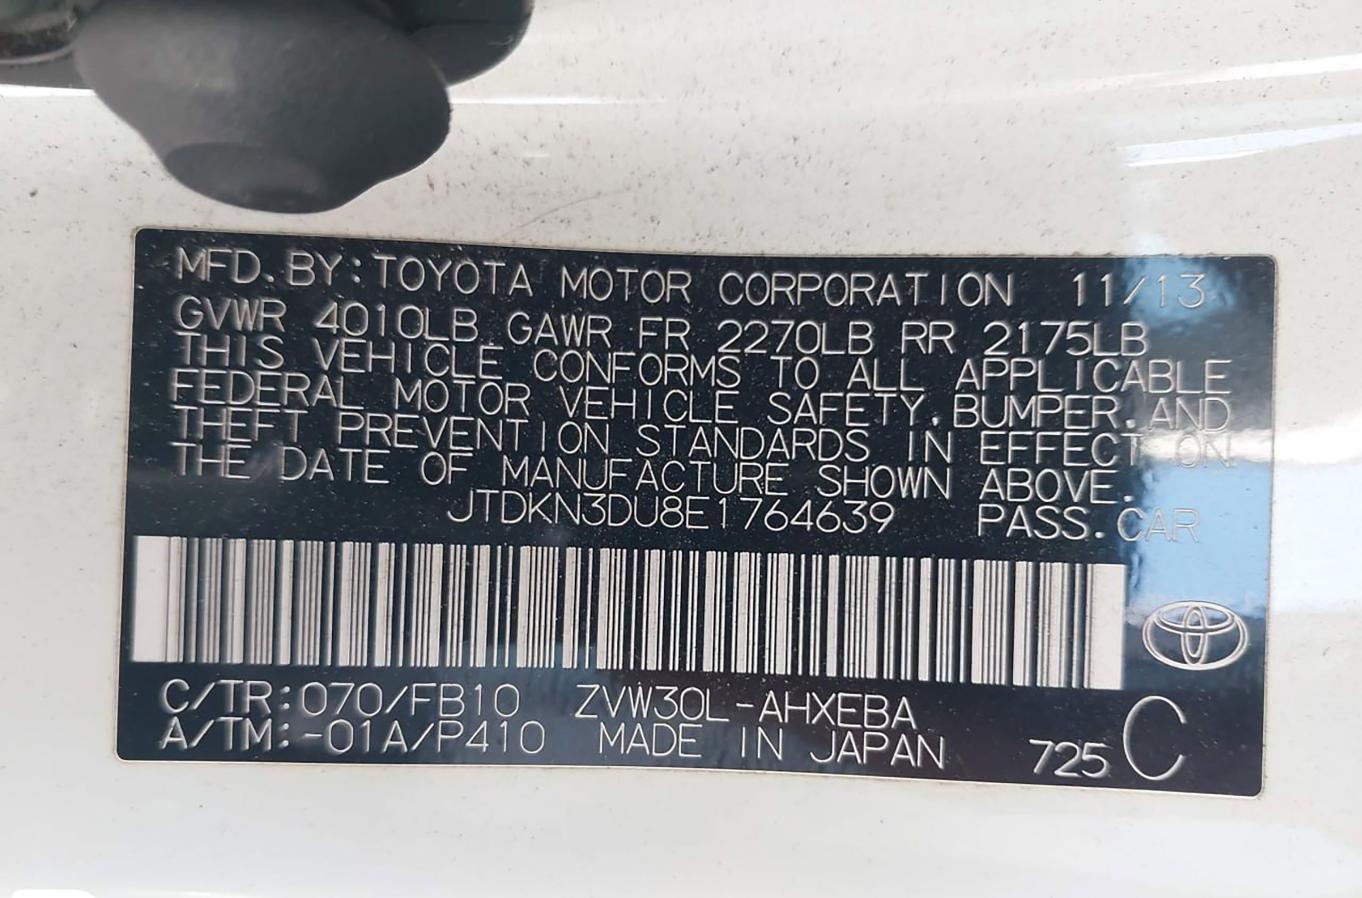 MFD. BY: TOYOTA MOTOR CORPORATION 11/13
GVWR 4010LB GAWR FR 2270LB RR 2175LB
THIS VEHICLE CONFORMS TO ALL APPLICABLE
FEDERAL MOTOR VEHICLE SAFETY, BUMPER, AND
THEFT PREVENTION STANDARDS IN EFFECT ON
THE DATE OF MANUFACTURE SHOWN ABOVE.
JTDKN3DU8E1764639 PASS. CAR
C/TR: 070/FB10 ZVW30L-AHXEBA
A/TM: -01A/P410 MADE IN JAPAN 725 C